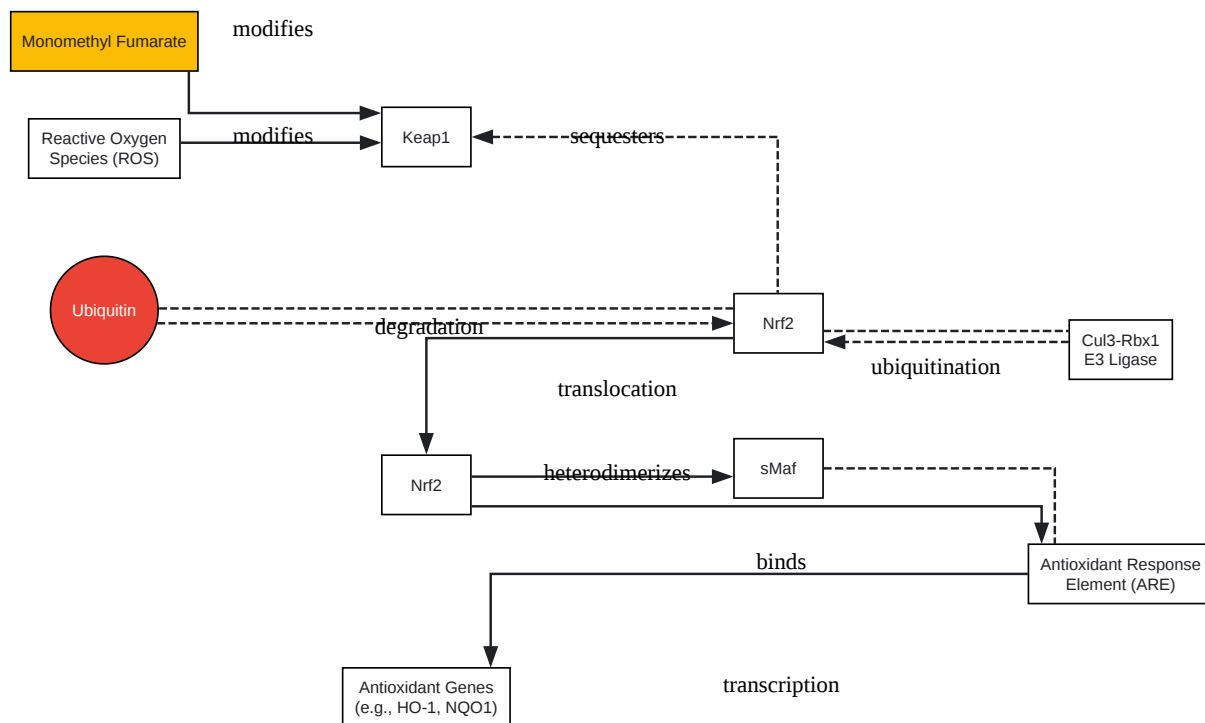 modifies
Monomethyl Fumarate
Reactive Oxygen
Species (ROS)
modifies
Keap1
sequesters
Ubiquitin
degradation
Nrf2
Cul3-Rbx1
E3 Ligase
ubiquitination
translocation
Nrf2
heterodimerizes
sMaf
binds
Antioxidant Response
Element (ARE)
Antioxidant Genes
(e.g., HO-1, NQO1)
transcription